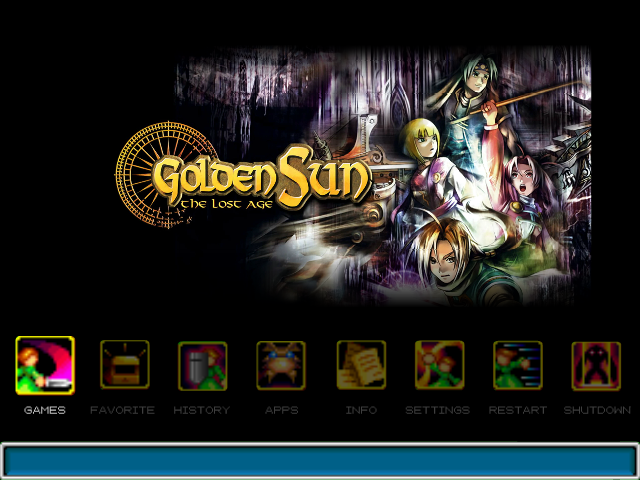 GOLDEN SUN
THE LOST AGE
GAMES FAVORITE HISTORY APPS INFO SETTINGS RESTART SHUTDOWN